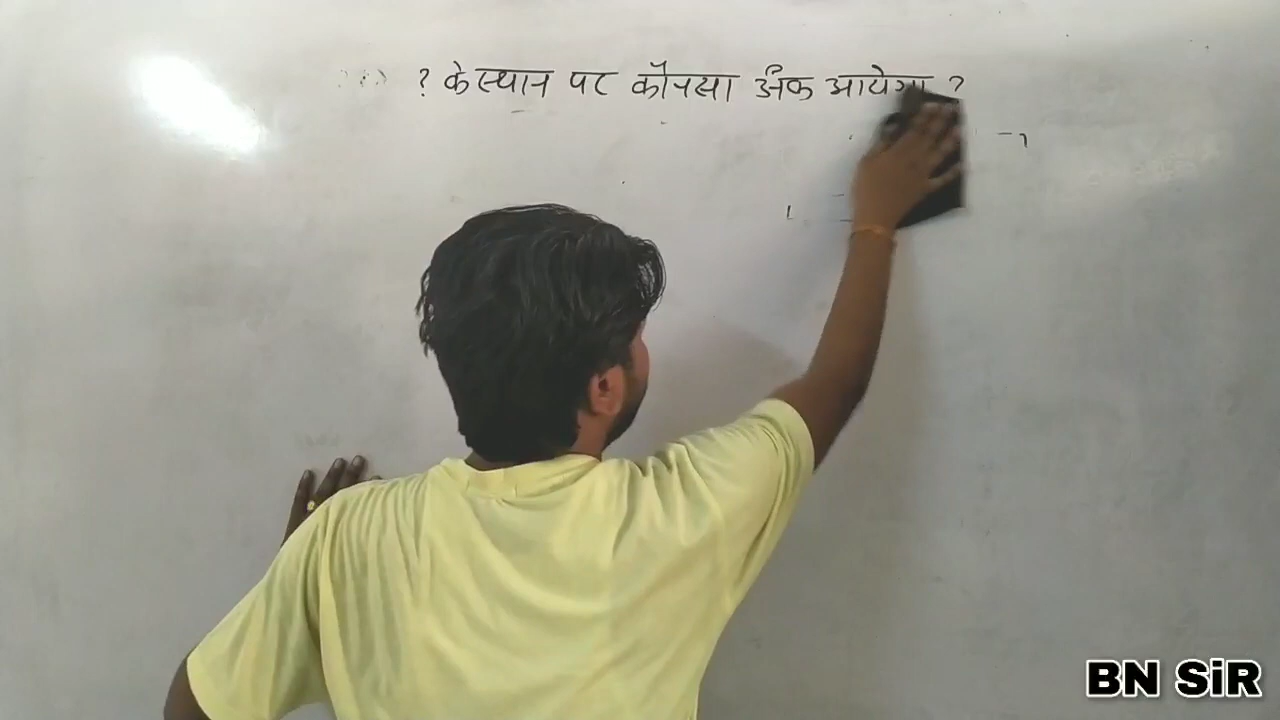 ? के स्थान पर कौनसा अंक आयेगा ?
BN SiR